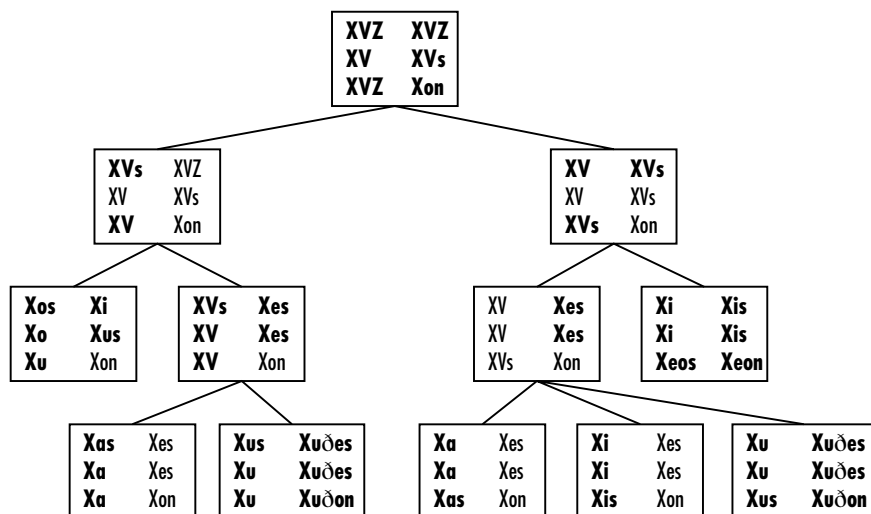 XVZ XVZ
XV XVs
XVZ Xon
XVs XVZ
XV XVs
XV Xon
XV XVs
XV XVs
XVs Xon
Xos Xi
Xo Xus
Xu Xon
XVs Xes
XV Xes
XV Xon
XV Xes
XV Xes
XVs Xon
Xi Xis
Xi Xis
Xeos Xeon
Xas Xes
Xa Xes
Xa Xon
Xus Xuðes
Xu Xuðes
Xu Xuðon
Xa Xes
Xa Xes
Xas Xon
Xi Xes
Xi Xes
Xis Xon
Xu Xuðes
Xu Xuðes
Xus Xuðon